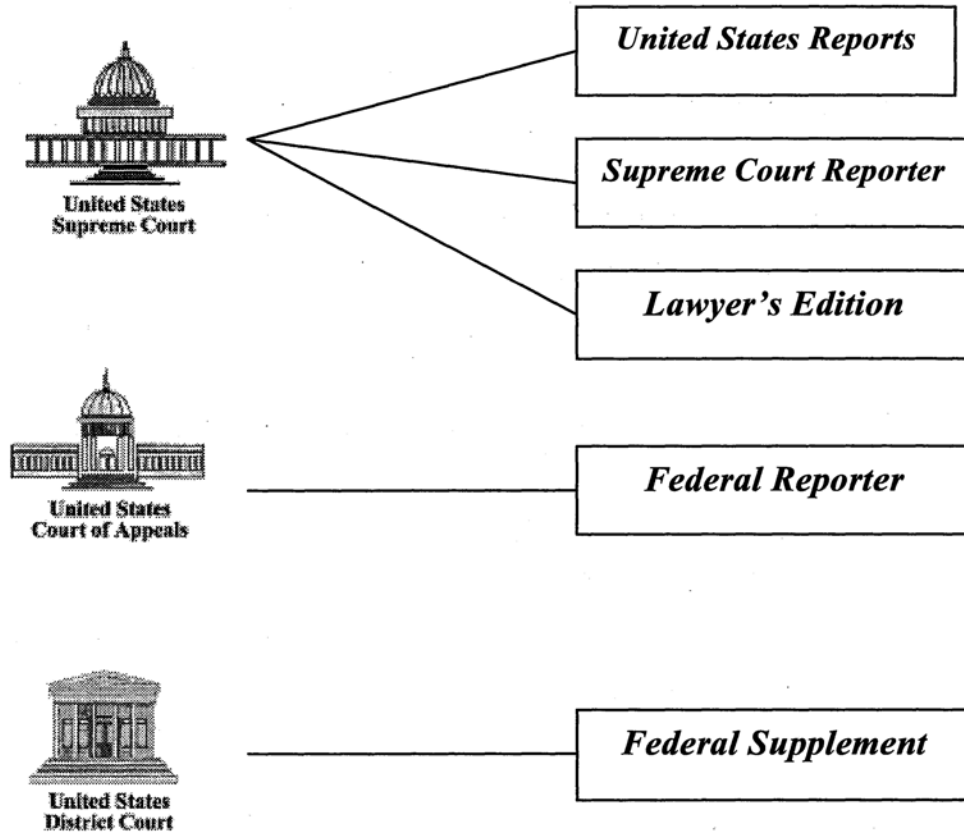 United States Reports
United States
Supreme Court
Supreme Court Reporter
Lawyer's Edition
United States
Court of Appeals
Federal Reporter
United States
District Court
Federal Supplement